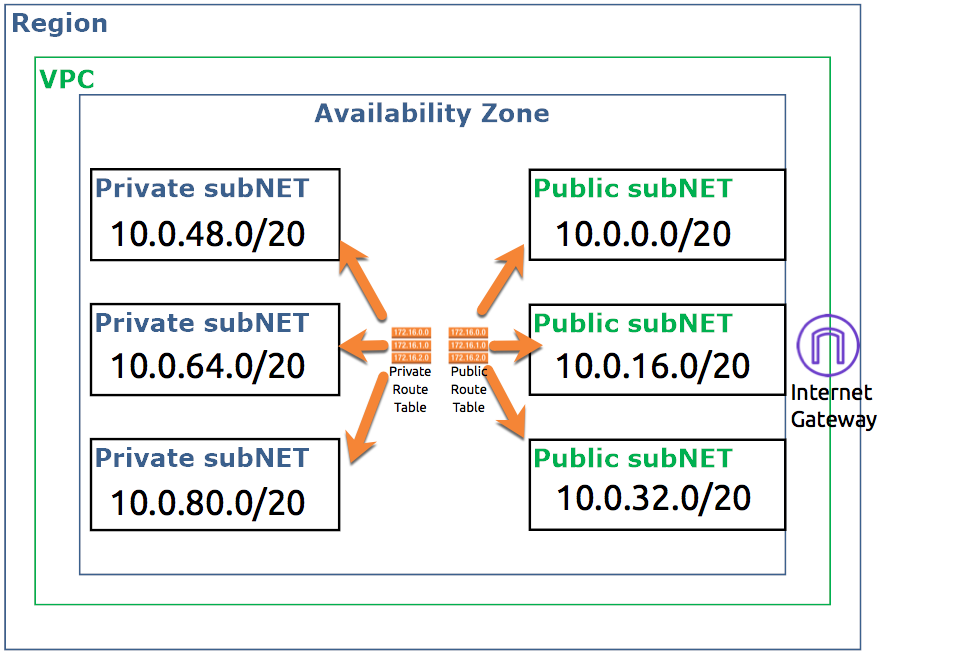 Region
VPC
Availability Zone
Private subNET
10.0.48.0/20
Public subNET
10.0.0.0/20
Private subNET
10.0.64.0/20
172.16.0.0
172.16.1.0
172.16.2.0
Private
Route
Table
172.16.0.0
172.16.1.0
172.16.2.0
Public
Route
Table
Public subNET
10.0.16.0/20
Internet
Gateway
Private subNET
10.0.80.0/20
Public subNET
10.0.32.0/20